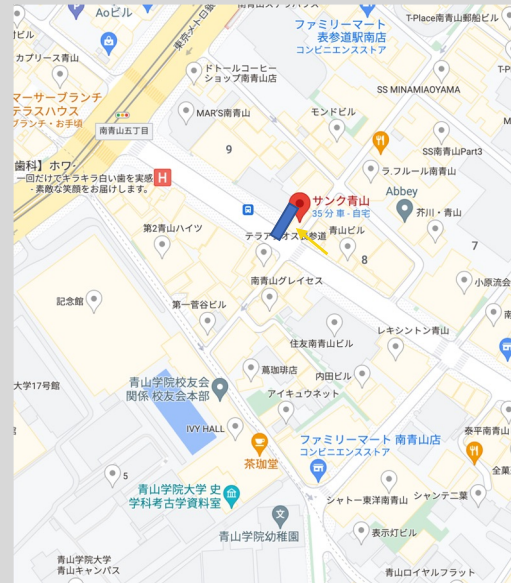 Aoビル
ファミリーマート
表参道駅南店
コンビニエンスストア
T-Place南青山郵船ビル
カプリース青山
東京メトロ銀
ドトールコーヒー
ショップ南青山店
マーサーブランチ
テラスハウス
ブランチ・お手頃
MAR'S南青山
モンドビル
SS MINAMIAOYAMA
南青山五丁目
9
SS南青山Part3
歯科】ホワ-
一回だけでキラキラ白い歯を実感
- 素敵な笑顔をお届けします。
H
ラ.フルール南青山
Abbey
サンク青山
35 分 車 - 自宅
芥川・青山
第2青山ハイツ
青山ビル
7
8
南青山グレイセス
小原流会
記念館
第一菅谷ビル
レキシントン青山
住友南青山ビル
大学17号館
青山学院校友会
関係 校友会本部
蔦珈琲店
内田ビル
アイキュウネット
IVY HALL
茶珈堂
ファミリーマート 南青山店
コンビニエンスストア
泰平南青山
5
青山学院大学 史
学科考古学資料室
シャトー東洋南青山
シャンテ二葉
青山学院幼稚園
表示灯ビル
青山学院大学
青山キャンパス
青山ロイヤルフラット